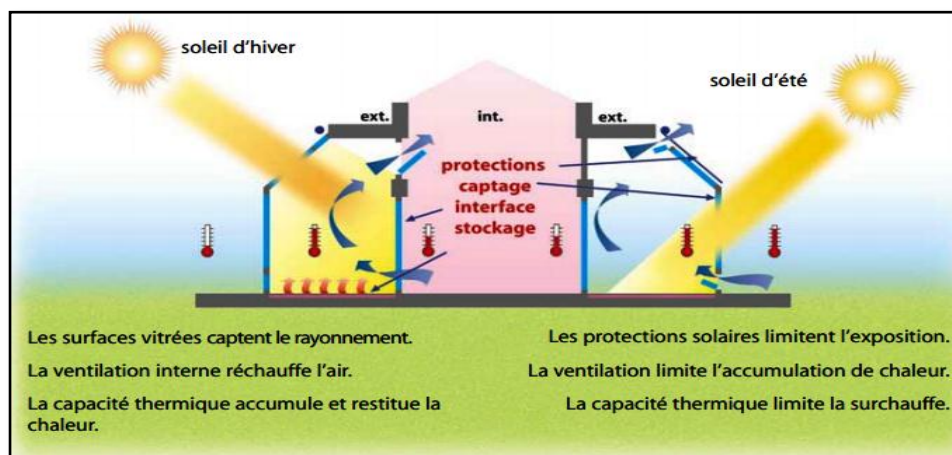 soleil d'hiver
soleil d'été
ext.
int.
ext.
protections
captage
interface
stockage
Les surfaces vitrées captent le rayonnement.
La ventilation interne réchauffe l'air.
La capacité thermique accumule et restitue la
chaleur.
Les protections solaires limitent l'exposition.
La ventilation limite l'accumulation de chaleur.
La capacité thermique limite la surchauffe.